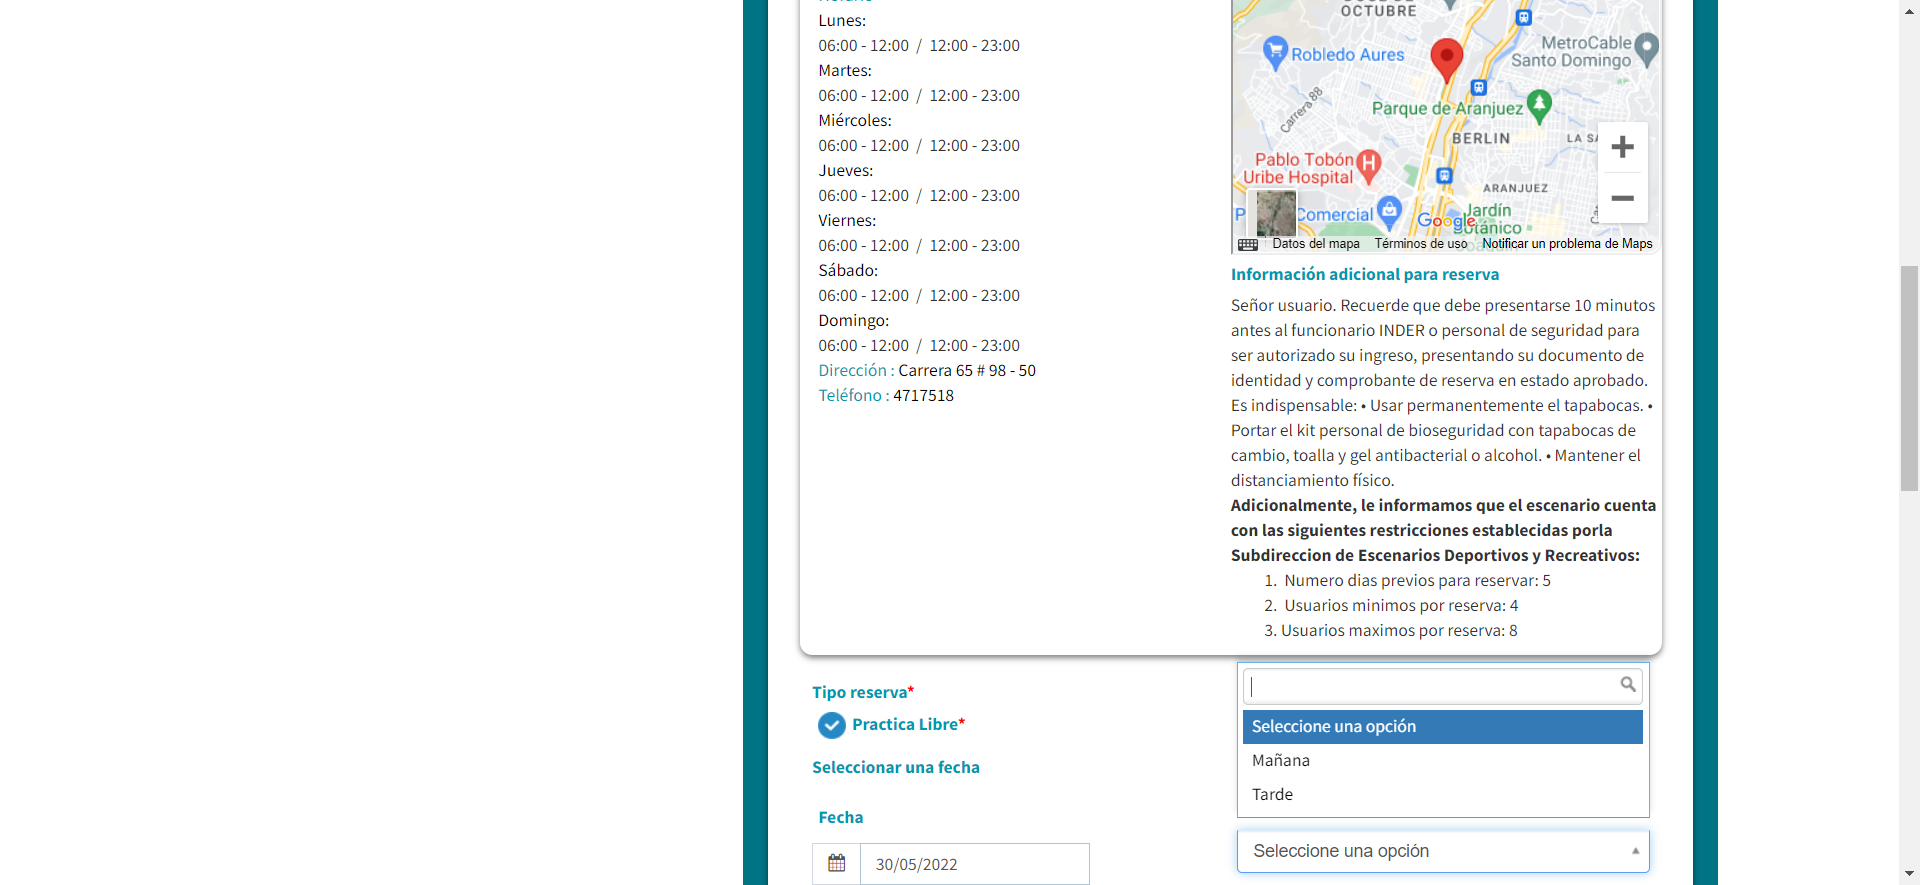 Lunes:
06:00 - 12:00 / 12:00 - 23:00
Martes:
06:00 - 12:00 / 12:00 - 23:00
Miércoles:
06:00 - 12:00 / 12:00 - 23:00
Jueves:
06:00 - 12:00 / 12:00 - 23:00
Viernes:
06:00 - 12:00 / 12:00 - 23:00
Sábado:
06:00 - 12:00 / 12:00 - 23:00
Domingo:
06:00 - 12:00 / 12:00 - 23:00
Dirección : Carrera 65 # 98 - 50
Teléfono : 4717518
OCTUBRE
Robledo Aures
MetroCable
Santo Domingo
Carrera 88
Parque de Aranjuez
BERLIN
LA
Pablo Tobón
Uribe Hospital
ARANJUEZ
Comercial
Google
Jardín
Datos del mapa
Términos de uso
Notificar un problema de Maps
Información adicional para reserva
Señor usuario. Recuerde que debe presentarse 10 minutos
antes al funcionario INDER o personal de seguridad para
ser autorizado su ingreso, presentando su documento de
identidad y comprobante de reserva en estado aprobado.
Es indispensable: • Usar permanentemente el tapabocas. •
Portar el kit personal de bioseguridad con tapabocas de
cambio, toalla y gel antibacterial o alcohol. • Mantener el
distanciamiento físico.
Adicionalmente, le informamos que el escenario cuenta
con las siguientes restricciones establecidas porla
Subdireccion de Escenarios Deportivos y Recreativos:
1. Numero dias previos para reservar: 5
2. Usuarios minimos por reserva: 4
3. Usuarios maximos por reserva: 8
Tipo reserva*
Practica Libre*
Seleccionar una fecha
Fecha
30/05/2022
Seleccione una opción
Mañana
Tarde
Seleccione una opción